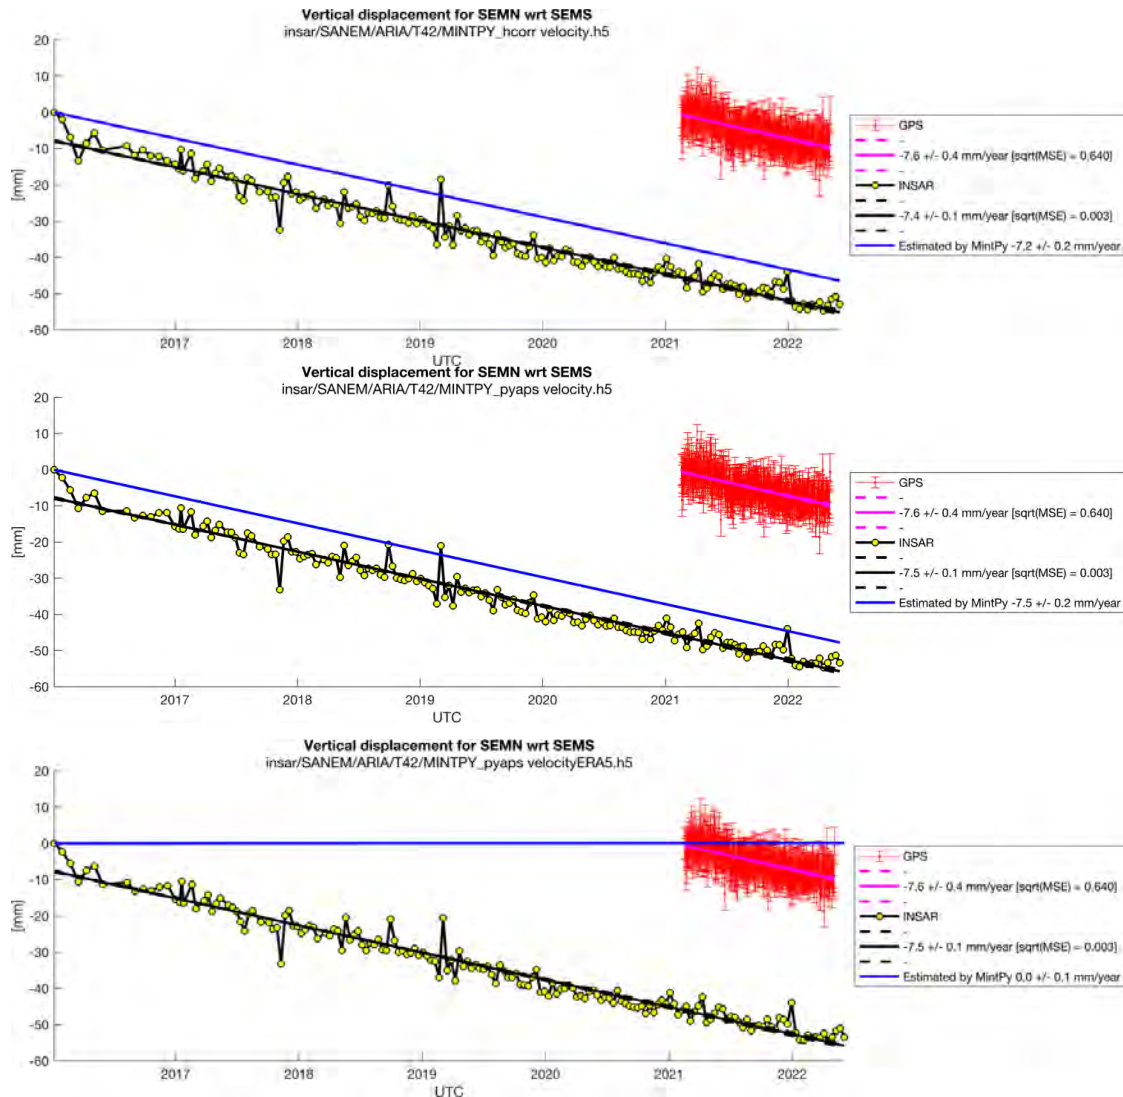 Vertical displacement for SEMN wrt SEMS
insar/SANEM/ARIA/T42/MINTPY_hcorr velocity.h5
20
10
0
-10
-20
-30
-40
-50
-60
[mm]
2017
2018
2019
2020
2021
2022
UTC
GPS
-
-7.6 +/- 0.4 mm/year [sqrt(MSE) = 0.640]
-
INSAR
-
-7.4 +/- 0.1 mm/year [sqrt(MSE) = 0.003]
-
Estimated by MintPy -7.2 +/- 0.2 mm/year
Vertical displacement for SEMN wrt SEMS
insar/SANEM/ARIA/T42/MINTPY_pyaps velocity.h5
20
10
0
-10
-20
-30
-40
-50
-60
[mm]
2017
2018
2019
2020
2021
2022
UTC
GPS
-
-7.6 +/- 0.4 mm/year [sqrt(MSE) = 0.640]
-
INSAR
-
-7.5 +/- 0.1 mm/year [sqrt(MSE) = 0.003]
-
Estimated by MintPy -7.5 +/- 0.2 mm/year
Vertical displacement for SEMN wrt SEMS
insar/SANEM/ARIA/T42/MINTPY_pyaps velocityERA5.h5
20
10
0
-10
-20
-30
-40
-50
-60
[mm]
2017
2018
2019
2020
2021
2022
UTC
GPS
-
-7.6 +/- 0.4 mm/year [sqrt(MSE) = 0.640]
-
INSAR
-
-7.5 +/- 0.1 mm/year [sqrt(MSE) = 0.003]
-
Estimated by MintPy 0.0 +/- 0.1 mm/year